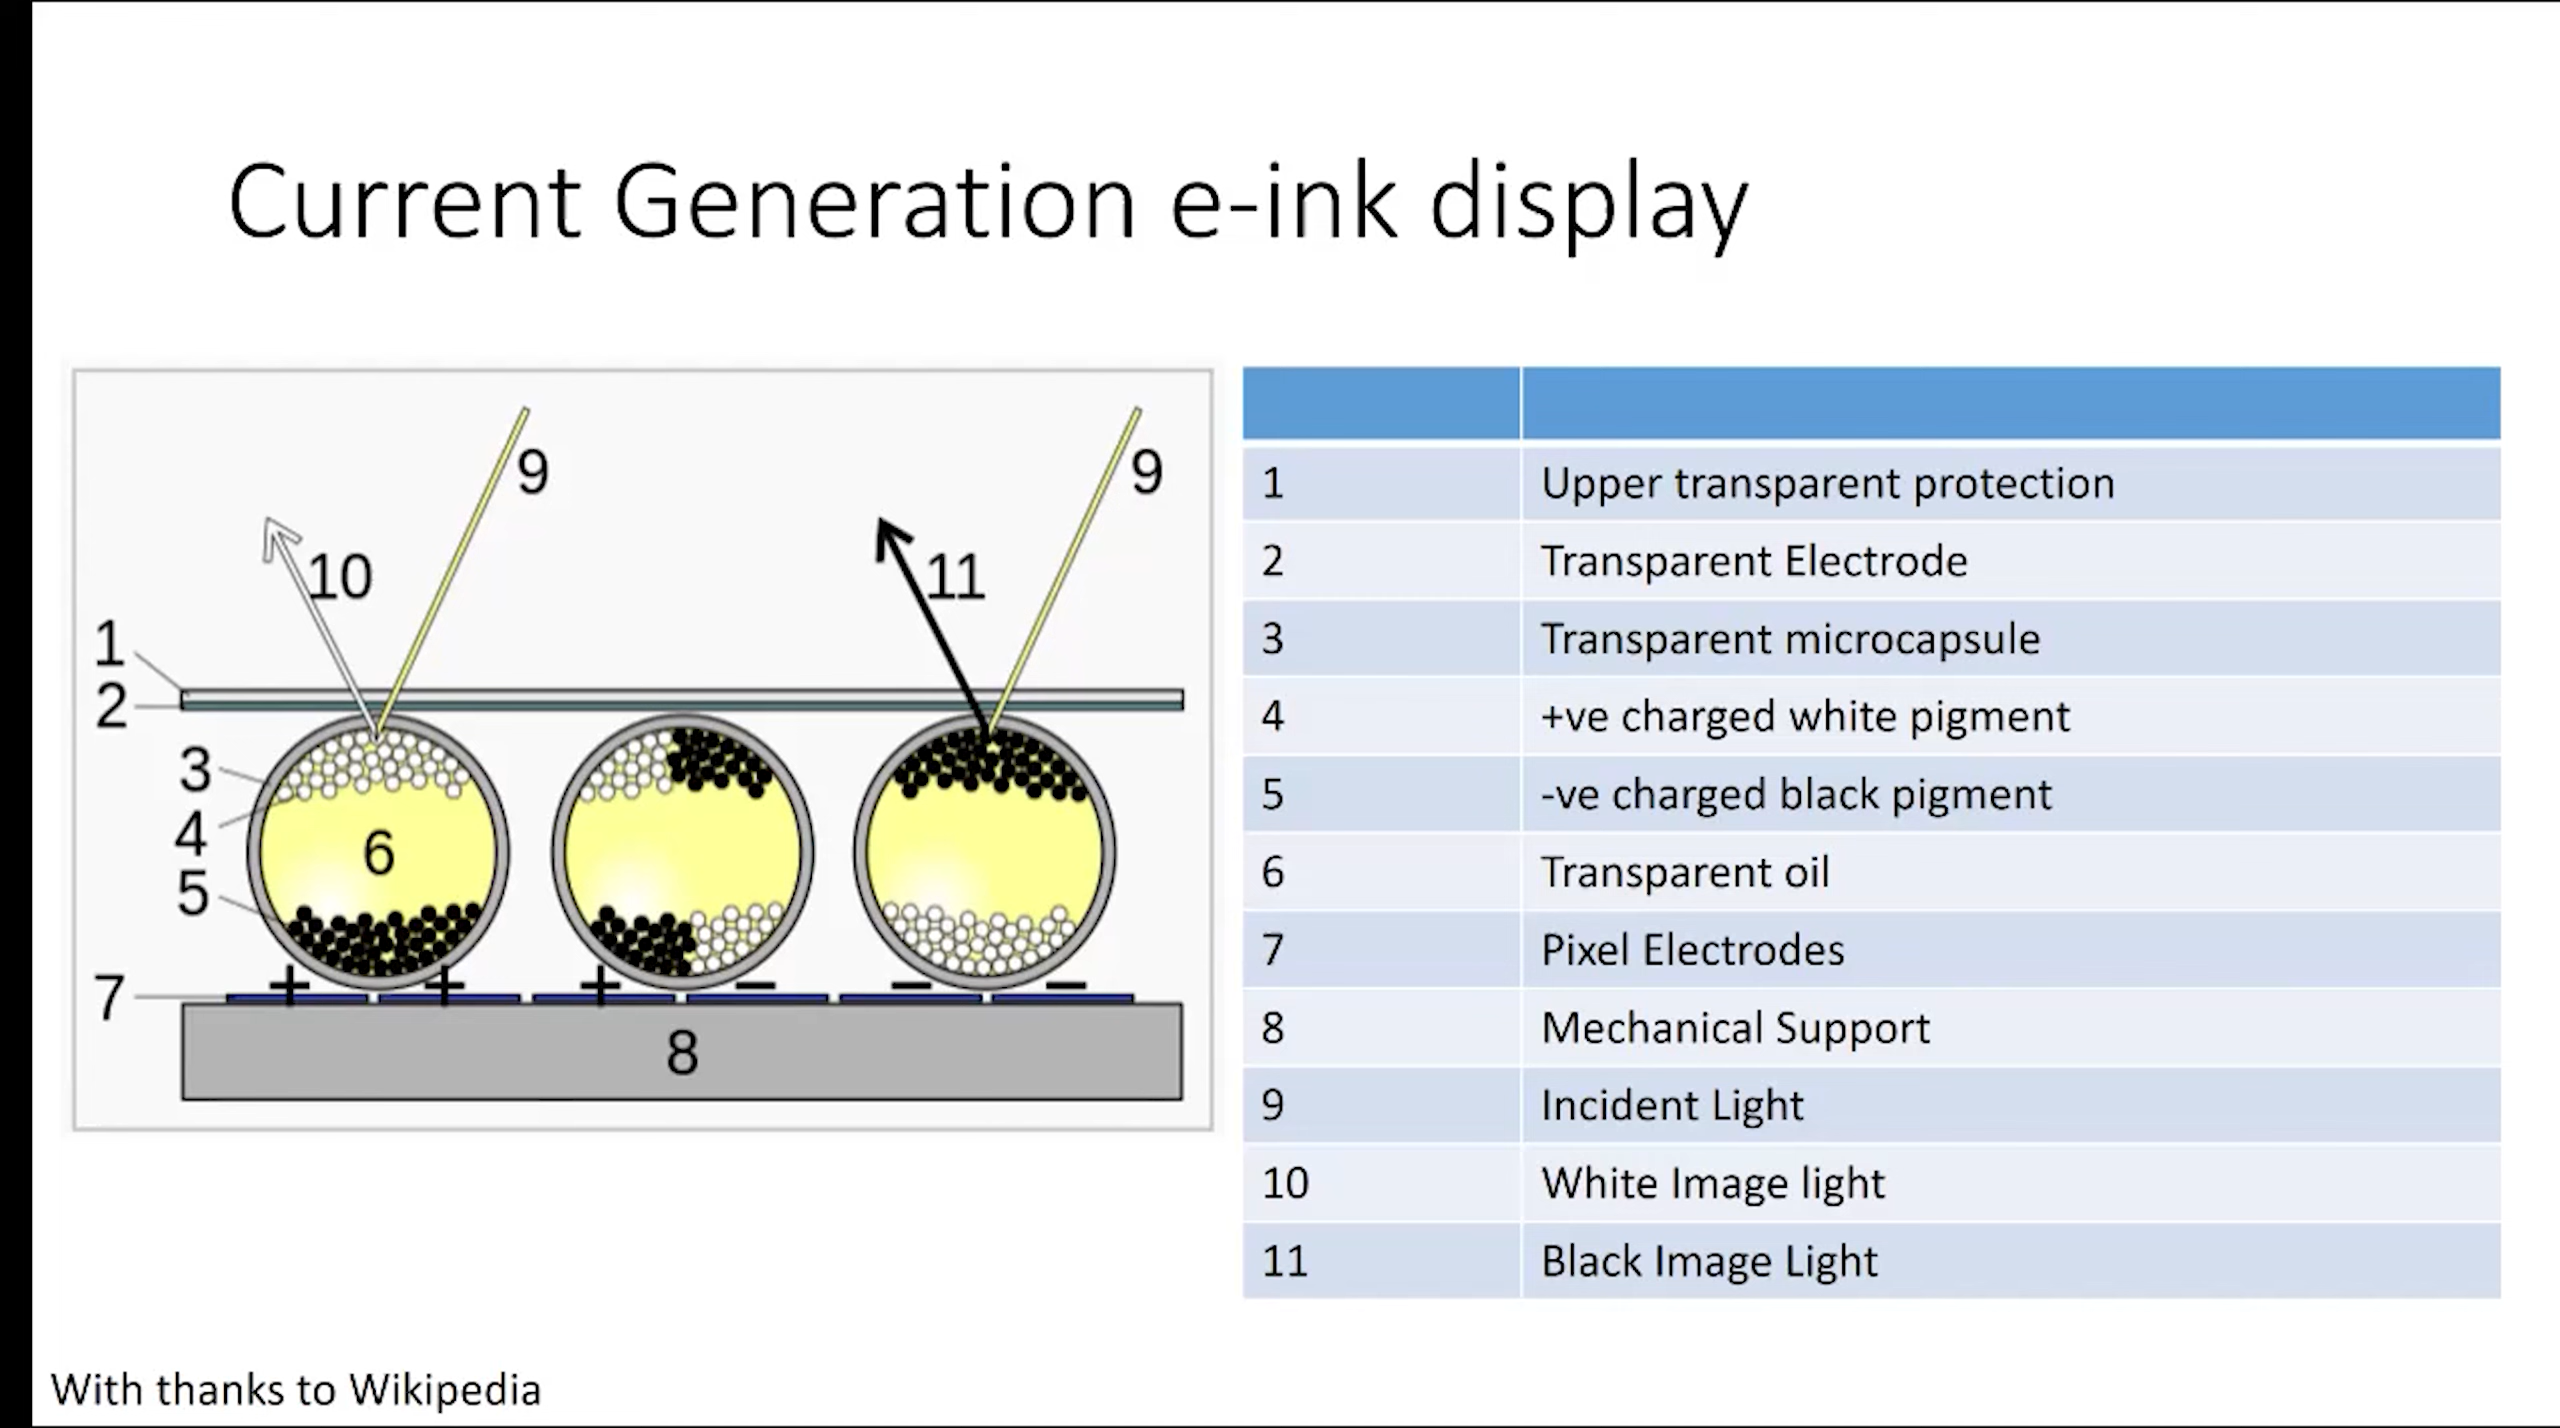 Current Generation e-ink display
9
9
10
11
1
2
3
4
6
5
+ + + − − −
7
8
1 Upper transparent protection
2 Transparent Electrode
3 Transparent microcapsule
4 +ve charged white pigment
5 -ve charged black pigment
6 Transparent oil
7 Pixel Electrodes
8 Mechanical Support
9 Incident Light
10 White Image light
11 Black Image Light
With thanks to Wikipedia